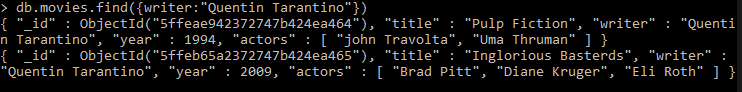 > db.movies.find({writer:"Quentin Tarantino"})
{ "_id" : ObjectId("5ffeae942372747b424ea464"), "title" : "Pulp Fiction", "writer" : "Quenti
n Tarantino", "year" : 1994, "actors" : [ "john Travolta", "Uma Thruman" ] }
{ "_id" : ObjectId("5ffeb65a2372747b424ea465"), "title" : "Inglorious Basterds", "writer" :
"Quentin Tarantino", "year" : 2009, "actors" : [ "Brad Pitt", "Diane Kruger", "Eli Roth" ] }